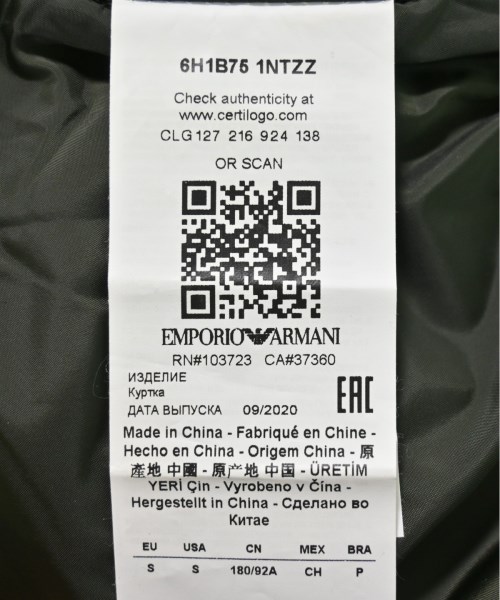 6H1B75 1NTZZ
Check authenticity at
www.certilogo.com
CLG 127 216 924 138
OR SCAN
EMPORIO ARMANI
RN#103723 CA#37360
ИЗДЕЛИЕ
Куртка
ДАТА ВЫПУСКА 09/2020
EAC
Made in China - Fabriqué en Chine -
Hecho en China - Origem China - 原
產地 中國 - 原产地 中国 - ÜRETİM
YERİ Çin - Vyrobeno v Čína -
Hergestellt in China - Сделано во
Китае
EU USA CN MEX BRA
S S 180/92A CH P